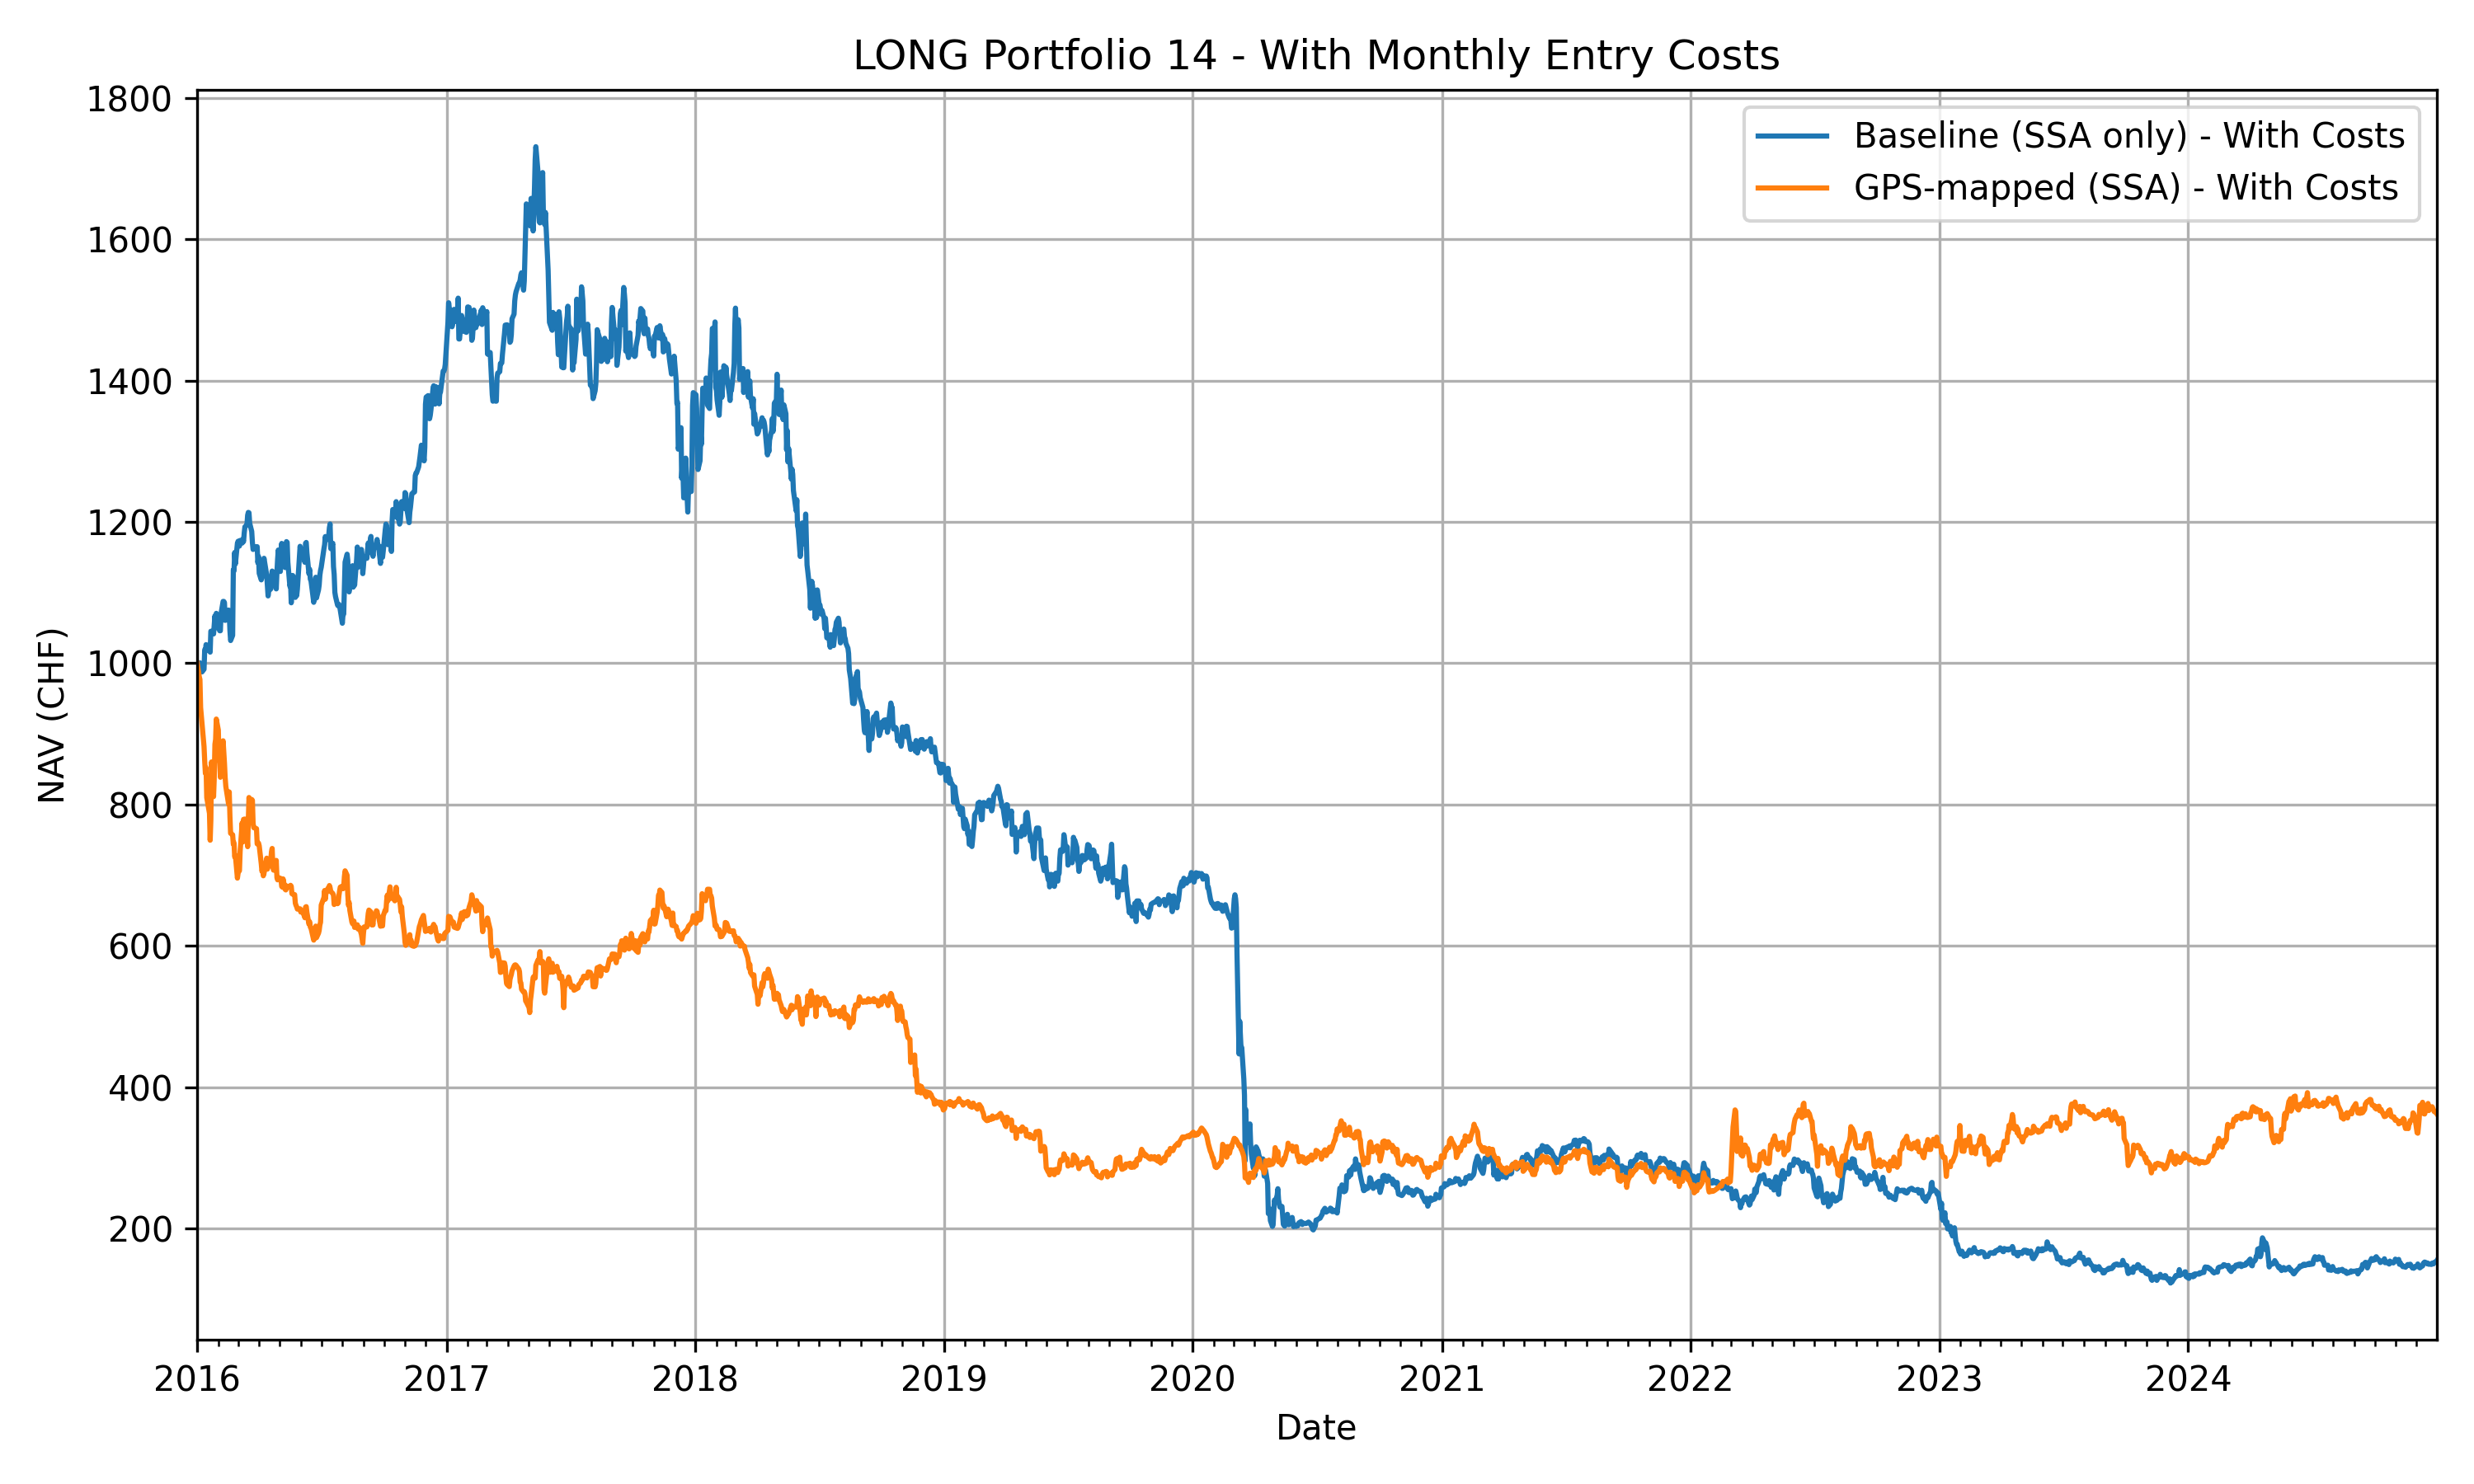 LONG Portfolio 14 - With Monthly Entry Costs
Baseline (SSA only) - With Costs
GPS-mapped (SSA) - With Costs
NAV (CHF)
1800
1600
1400
1200
1000
800
600
400
200
2016 2017 2018 2019 2020 2021 2022 2023 2024
Date